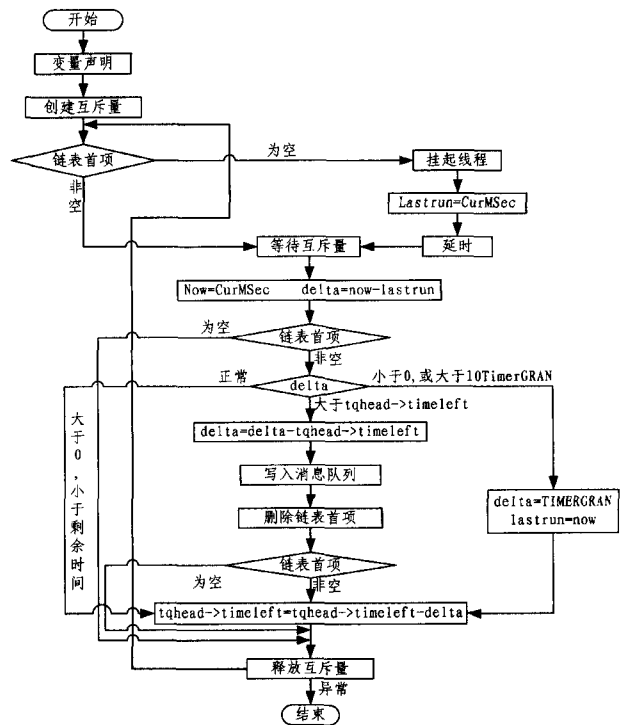 开始
变量声明
创建互斥量
链表首项
为空
挂起线程
非空
Lastrun=CurMSec
等待互斥量
延时
Now=CurMSec delta=now-lastrun
为空
链表首项
非空
正常
delta
小于0,或大于10TimerGRAN
大于tqhead->timeleft
大于0,小于剩余时间
delta=delta-tqhead->timeleft
写入消息队列
delta=TIMERGRAN
lastrun=now
删除链表首项
链表首项
为空
非空
tqhead->timeleft=tqhead->timeleft-delta
释放互斥量
异常
结束